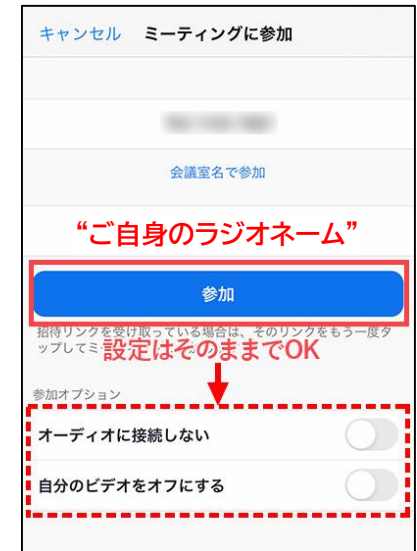 キャンセル ミーティングに参加
会議室名で参加
“ご自身のラジオネーム”
参加
招待リンクを受け取っている場合は、そのリンクをもう一度タ
ップしてミ
設定はそのままでOK
参加オプション
オーディオに接続しない
自分のビデオをオフにする